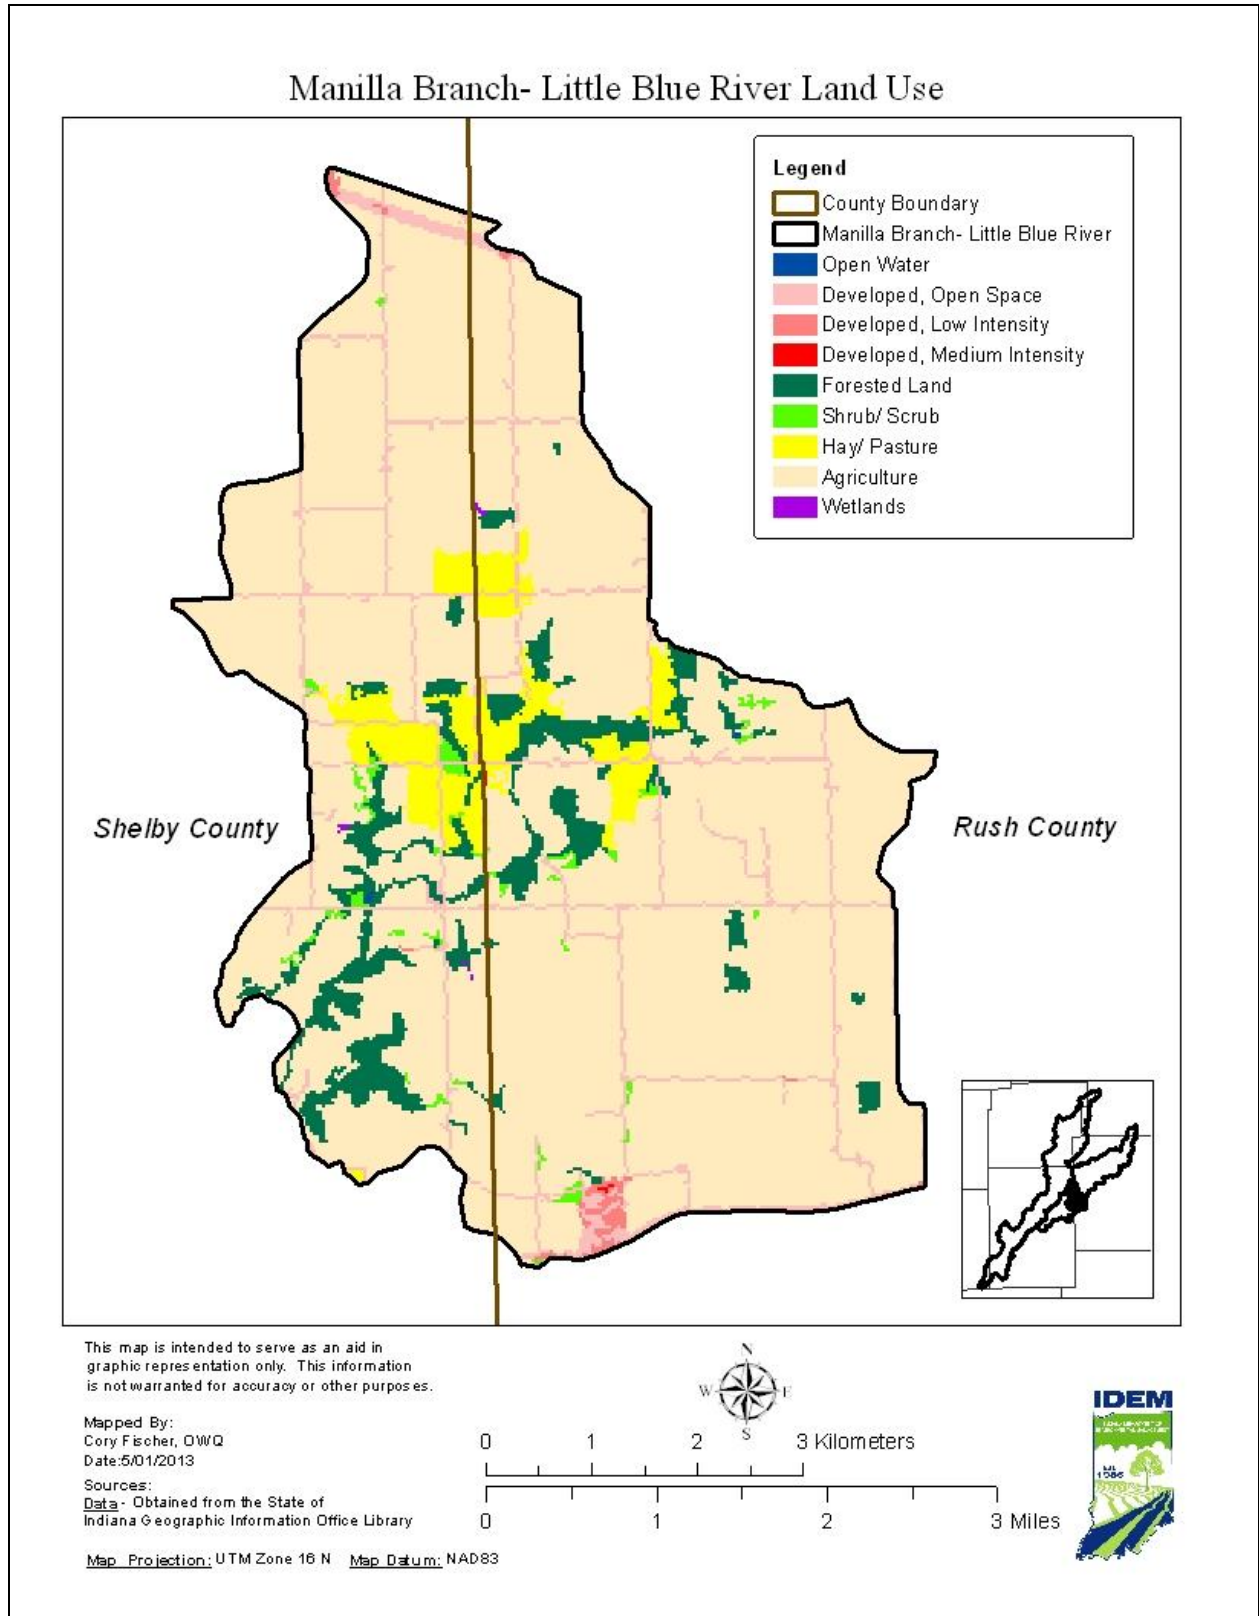 Manilla Branch- Little Blue River Land Use
Legend
County Boundary
Manilla Branch- Little Blue River
Open Water
Developed, Open Space
Developed, Low Intensity
Developed, Medium Intensity
Forested Land
Shrub/ Scrub
Hay/ Pasture
Agriculture
Wetlands
Shelby County
Rush County
This map is intended to serve as an aid in
graphic representation only. This information
is not warranted for accuracy or other purposes.
Mapped By:
Cory Fischer, OWQ
Date:5/01/2013
Sources:
Data - Obtained from the State of
Indiana Geographic Information Office Library
Map Projection: UTM Zone 16 N Map Datum: NAD83
N
W E
S
0 1 2 3 Kilometers
0 1 2 3 Miles
IDEM
1986